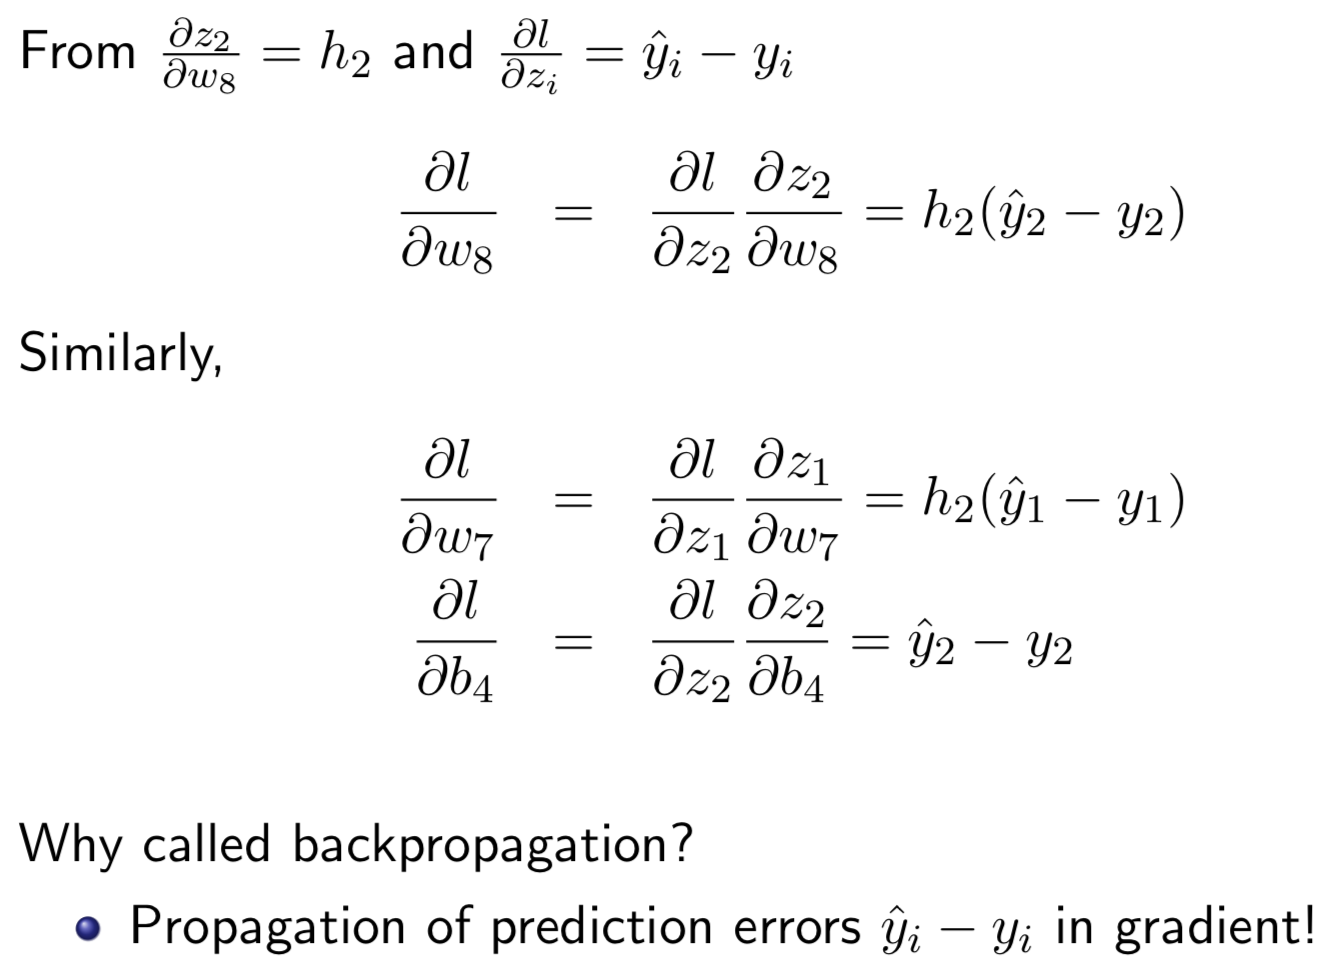 From ∂z₂/∂w₈ = h₂ and ∂l/∂zᵢ = ŷᵢ − yᵢ
∂l/∂w₈ = ∂l/∂z₂ ∂z₂/∂w₈ = h₂(ŷ₂ − y₂)
Similarly,
∂l/∂w₇ = ∂l/∂z₁ ∂z₁/∂w₇ = h₂(ŷ₁ − y₁)
∂l/∂b₄ = ∂l/∂z₂ ∂z₂/∂b₄ = ŷ₂ − y₂
Why called backpropagation?
Propagation of prediction errors ŷᵢ − yᵢ in gradient!